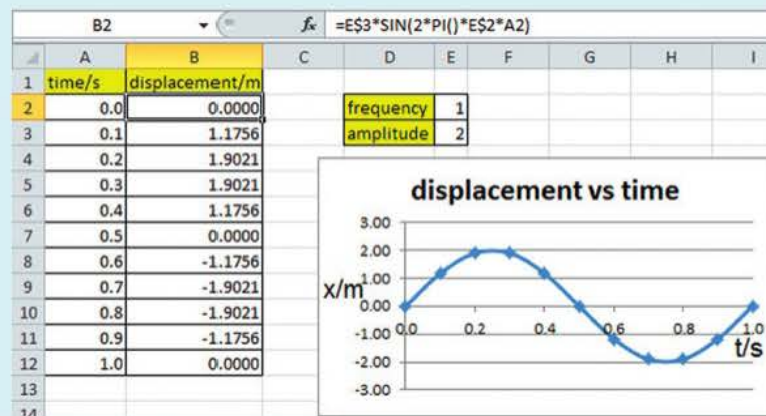 B2 fx =E$3*SIN(2*PI()*E$2*A2)
A B C D E F G H I
1 time/s displacement/m
2 0.0 0.0000 frequency 1
3 0.1 1.1756 amplitude 2
4 0.2 1.9021
5 0.3 1.9021
6 0.4 1.1756
7 0.5 0.0000
8 0.6 -1.1756
9 0.7 -1.9021
10 0.8 -1.9021
11 0.9 -1.1756
12 1.0 0.0000
13
14
displacement vs time
3.00
2.00
1.00
x/m
0.00
0.0 0.2 0.4 0.6 0.8 1.0
t/s
-1.00
-2.00
-3.00